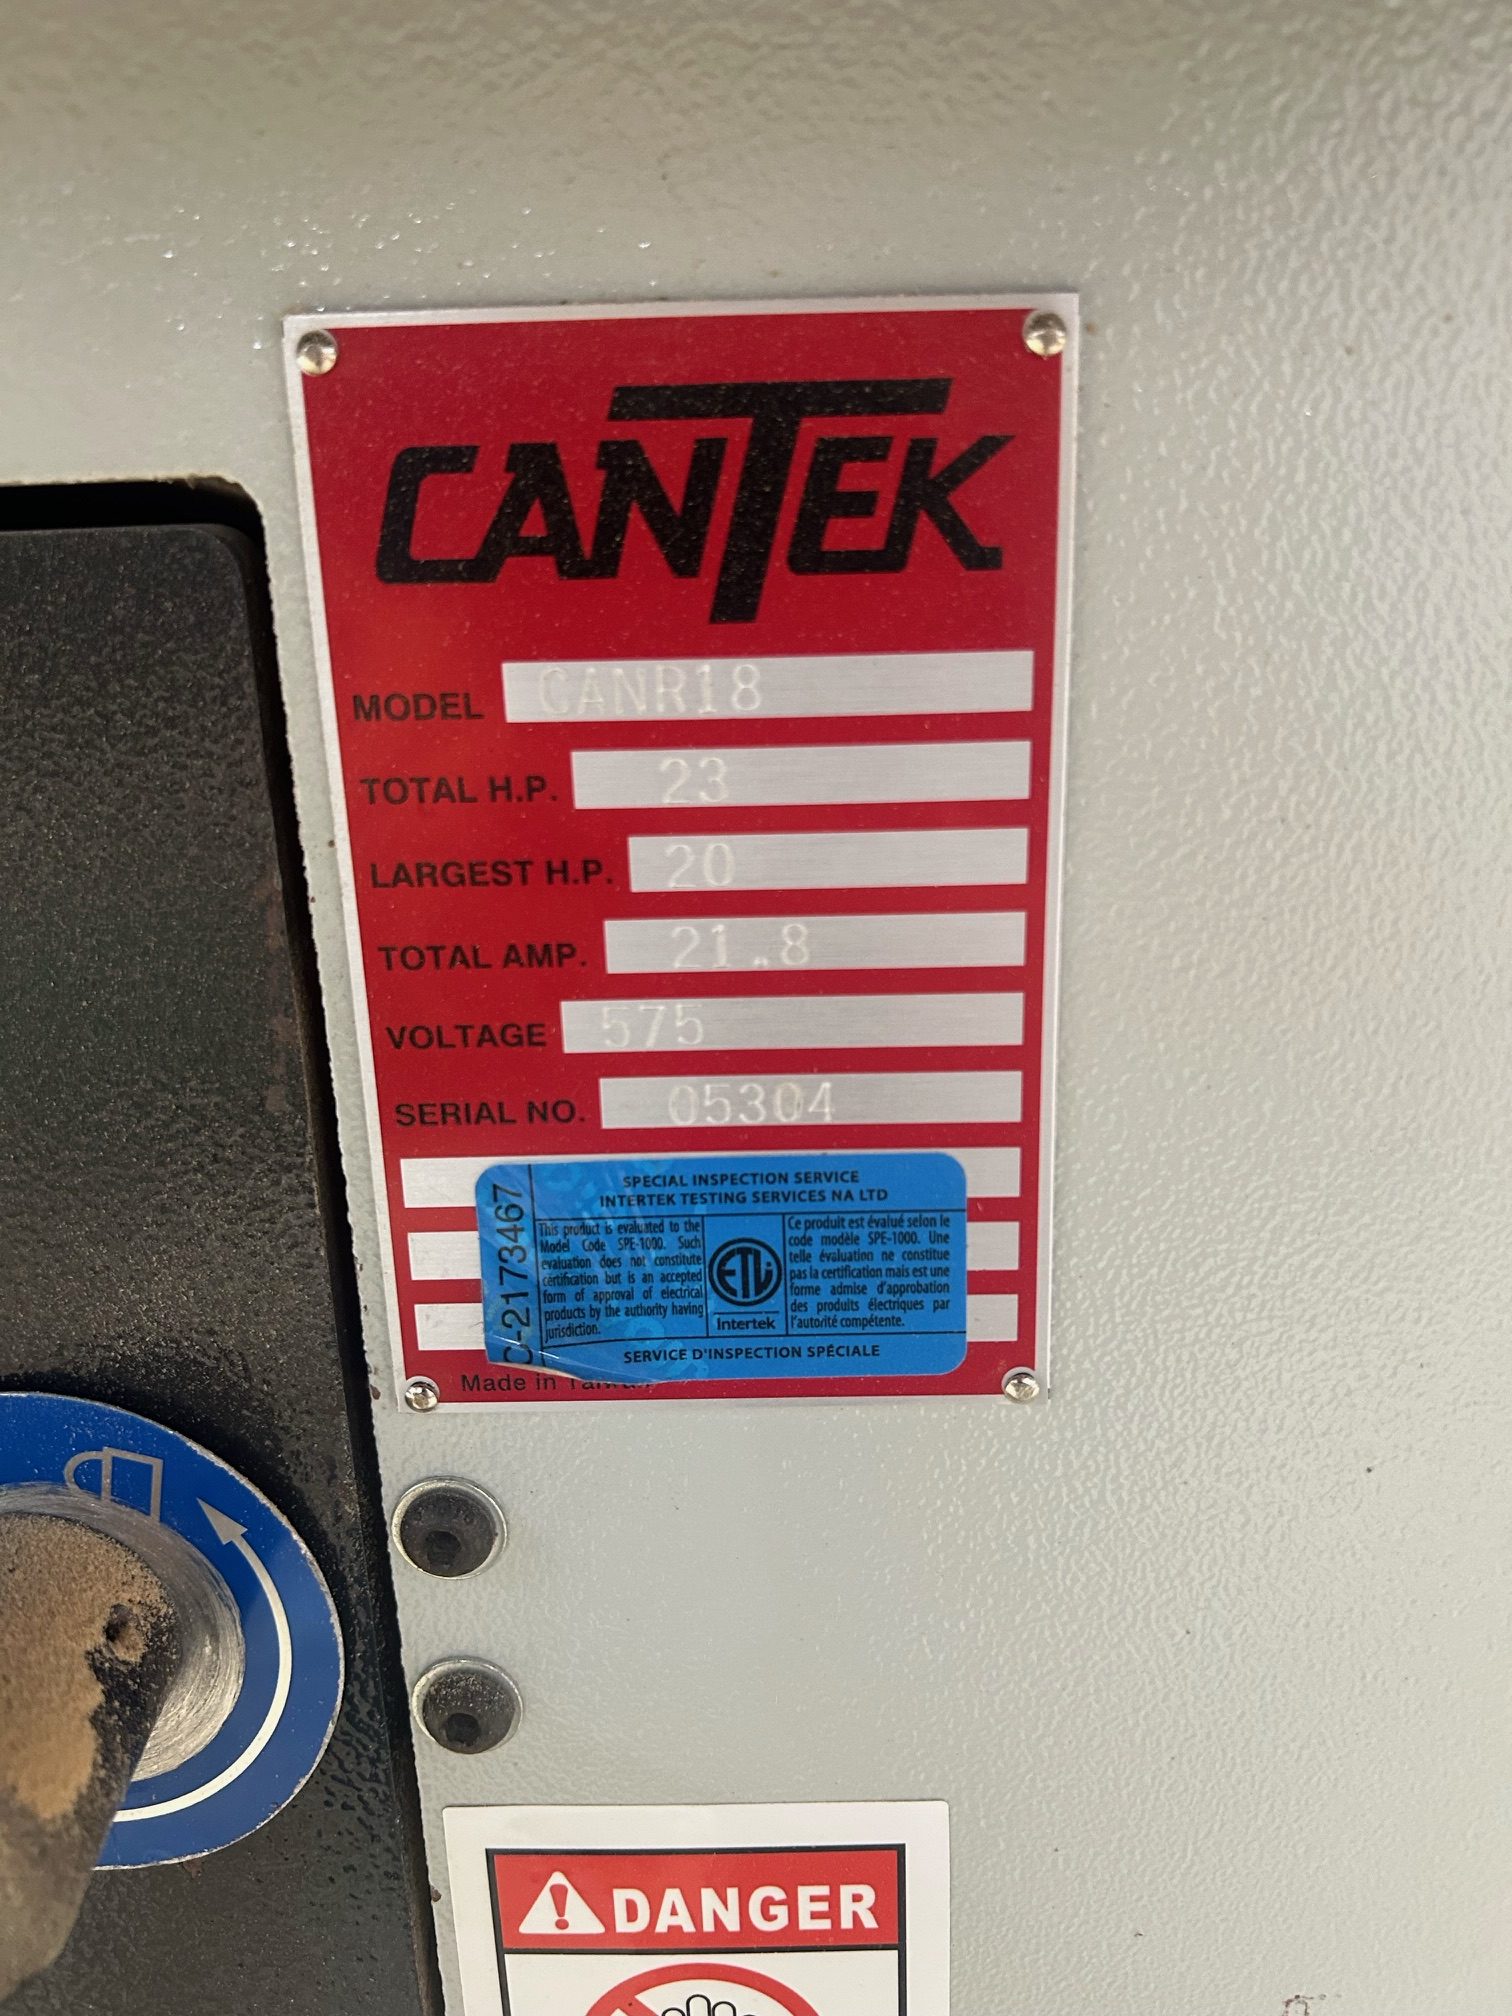 CANTEK
MODEL CANR18
TOTAL H.P. 23
LARGEST H.P. 20
TOTAL AMP. 21.8
VOLTAGE 575
SERIAL NO. 05304
C-2173467
SPECIAL INSPECTION SERVICE
INTERTEK TESTING SERVICES NA LTD
This product is evaluated to the
Model Code SPE-1000. Such
evaluation does not constitute
certification but is an accepted
form of approval of electrical
products by the authority having
jurisdiction.
ETL
Intertek
Ce produit est évalué selon le
code modèle SPE-1000. Une
telle évaluation ne constitue
pas la certification mais est une
forme admise d'approbation
des produits électriques par
l'autorité compétente.
SERVICE D'INSPECTION SPÉCIALE
Made in Taiwan
DANGER